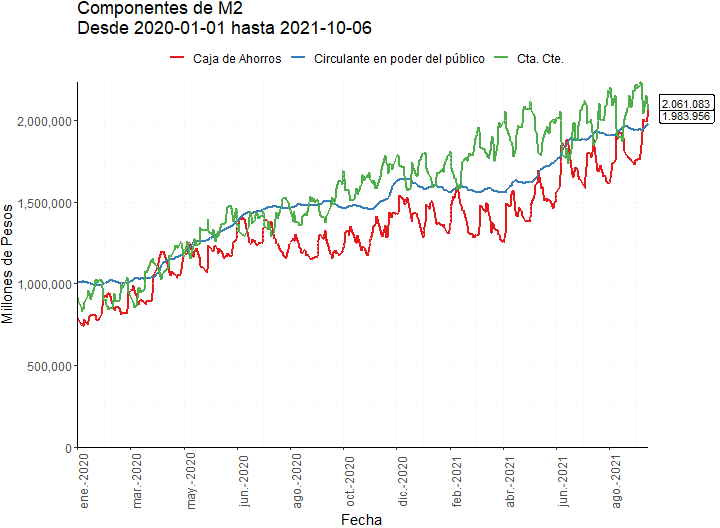 Componentes de M2
Desde 2020-01-01 hasta 2021-10-06
Caja de Ahorros Circulante en poder del público Cta. Cte.
Millones de Pesos
2,000,000
1,500,000
1,000,000
500,000
0
2.061.083
1.983.956
ene.-2020
mar.-2020
may.-2020
jun.-2020
ago.-2020
oct.-2020
dic.-2020
feb.-2021
abr.-2021
jun.-2021
ago.-2021
Fecha